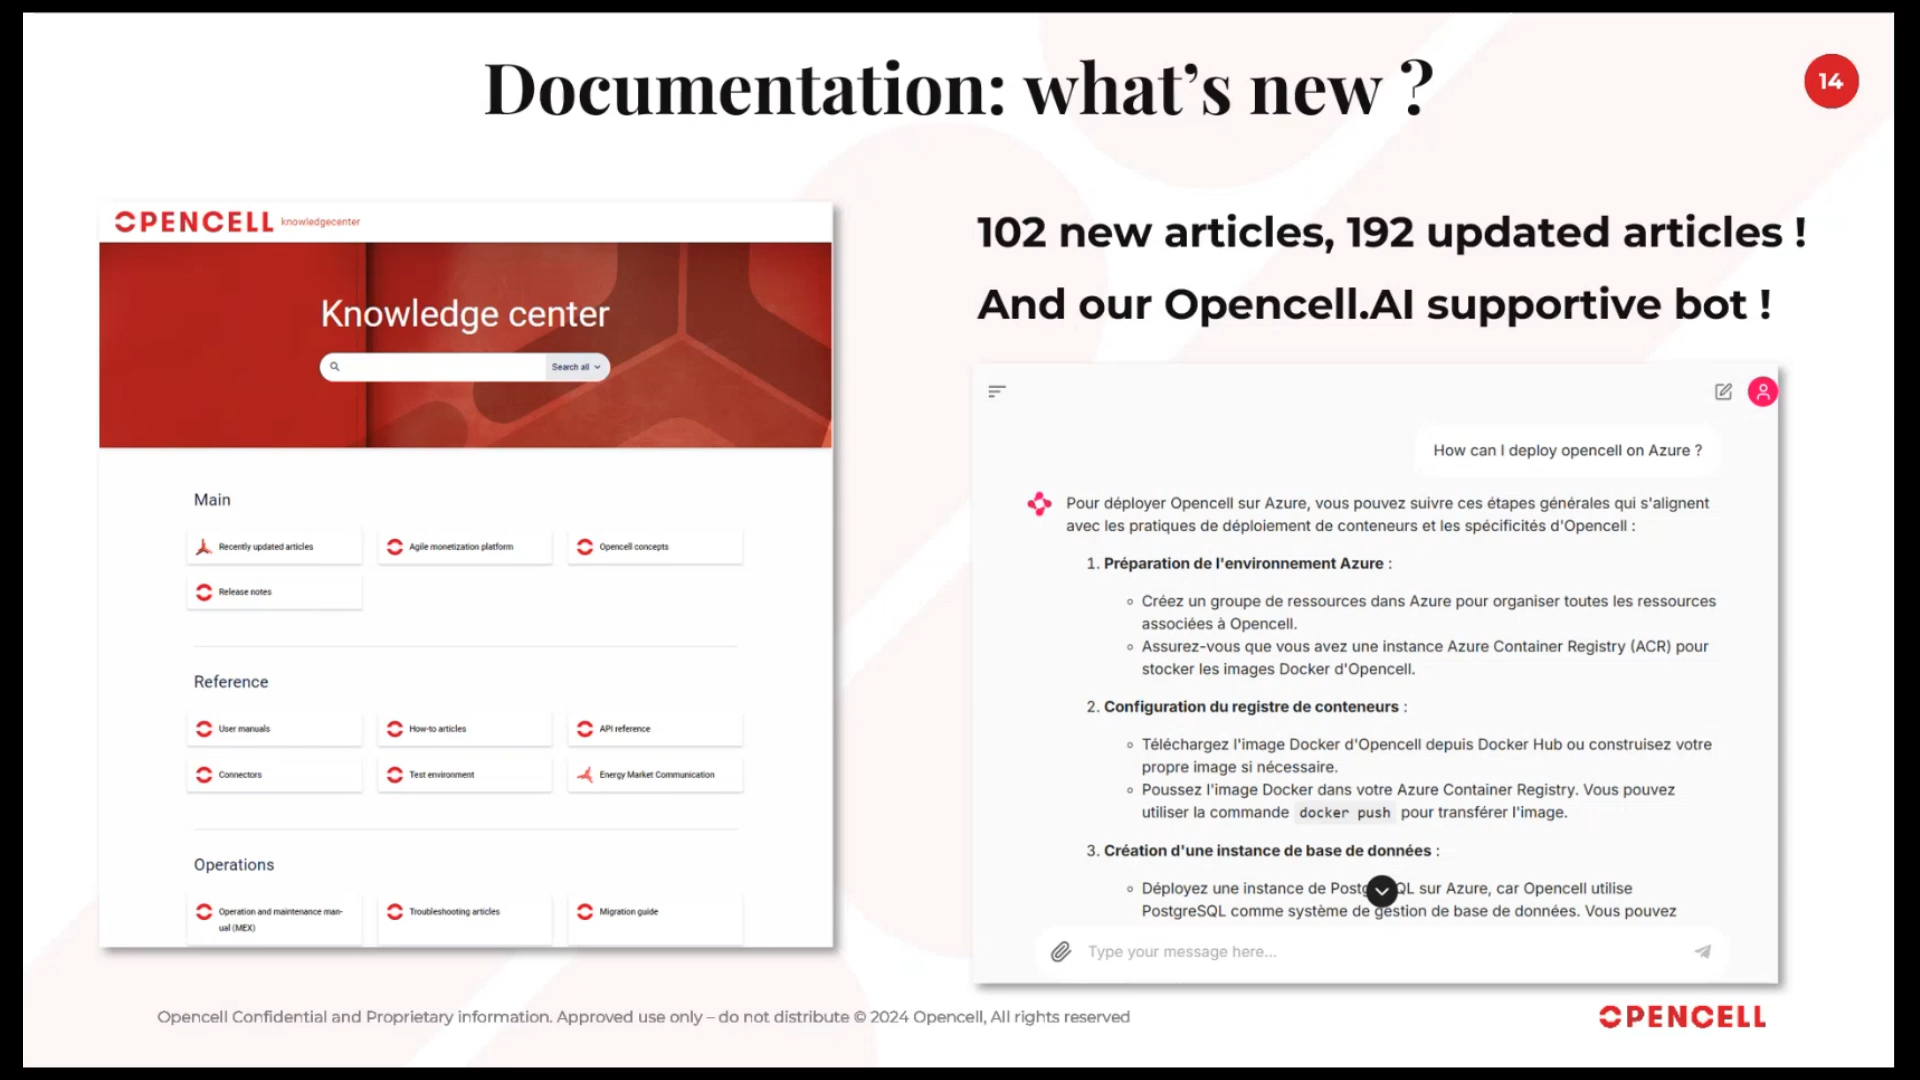 Documentation: what's new ?
14
OPENCELL knowledgecenter
Knowledge center
Search all
Main
Recently updated articles
Agile monetization platform
Opencell concepts
Release notes
Reference
User manuals
How-to articles
API reference
Connectors
Test environment
Energy Market Communication
Operations
Operation and maintenance man-
ual (MEX)
Troubleshooting articles
Migration guide
102 new articles, 192 updated articles !
And our Opencell.AI supportive bot !
How can I deploy opencell on Azure ?
Pour déployer Opencell sur Azure, vous pouvez suivre ces étapes générales qui s'alignent
avec les pratiques de déploiement de conteneurs et les spécificités d'Opencell :
1. Préparation de l'environnement Azure :
Créez un groupe de ressources dans Azure pour organiser toutes les ressources
associées à Opencell.
Assurez-vous que vous avez une instance Azure Container Registry (ACR) pour
stocker les images Docker d'Opencell.
2. Configuration du registre de conteneurs :
Téléchargez l'image Docker d'Opencell depuis Docker Hub ou construisez votre
propre image si nécessaire.
Poussez l'image Docker dans votre Azure Container Registry. Vous pouvez
utiliser la commande docker push pour transférer l'image.
3. Création d'une instance de base de données :
Déployez une instance de PostgreSQL sur Azure, car Opencell utilise
PostgreSQL comme système de gestion de base de données. Vous pouvez
Type your message here...
Opencell Confidential and Proprietary information. Approved use only – do not distribute © 2024 Opencell, All rights reserved
OPENCELL